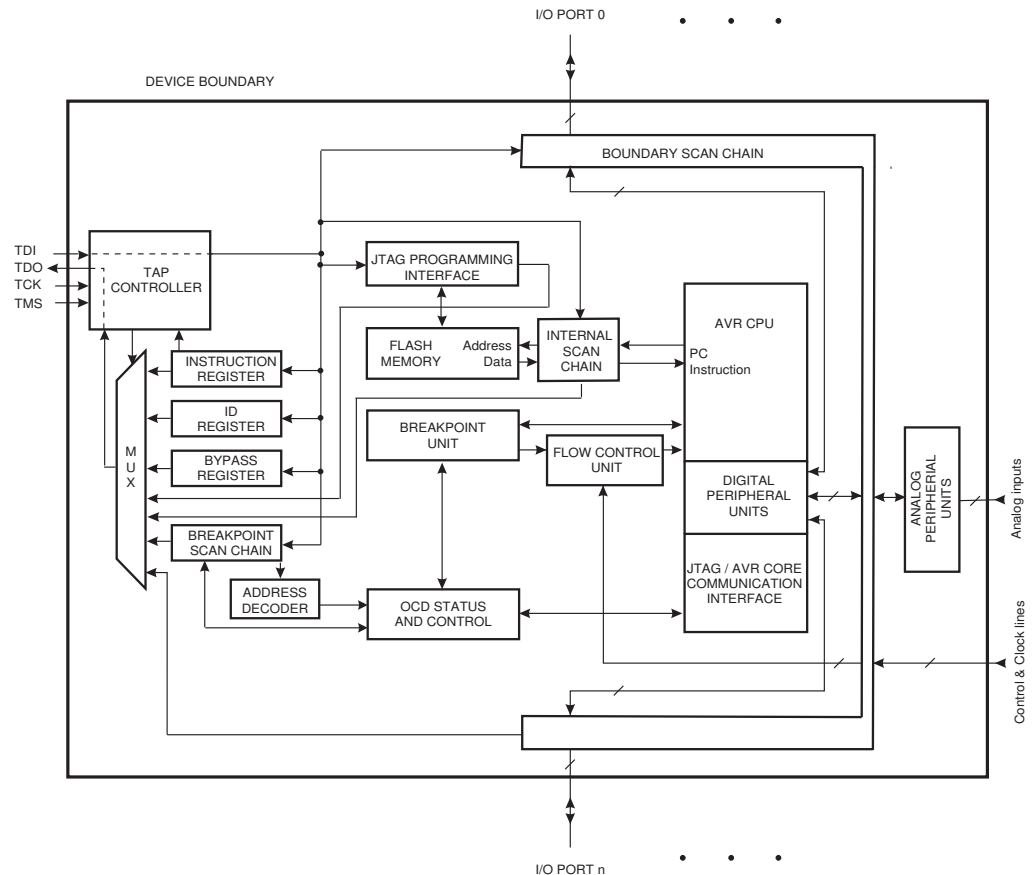 I/O PORT 0
DEVICE BOUNDARY
BOUNDARY SCAN CHAIN
TDI
TDO
TCK
TMS
TAP
CONTROLLER
JTAG PROGRAMMING
INTERFACE
AVR CPU
FLASH
MEMORY
Address
Data
INTERNAL
SCAN
CHAIN
PC
Instruction
INSTRUCTION
REGISTER
ID
REGISTER
BYPASS
REGISTER
M
U
X
BREAKPOINT
UNIT
FLOW CONTROL
UNIT
DIGITAL
PERIPHERAL
UNITS
ANALOG
PERIPHERIAL
UNITS
Analog inputs
BREAKPOINT
SCAN CHAIN
ADDRESS
DECODER
OCD STATUS
AND CONTROL
JTAG / AVR CORE
COMMUNICATION
INTERFACE
Control & Clock lines
I/O PORT n